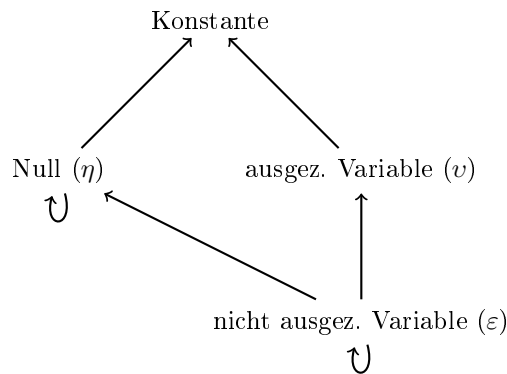 Konstante
Null (η)
ausgez. Variable (υ)
nicht ausgez. Variable (ε)